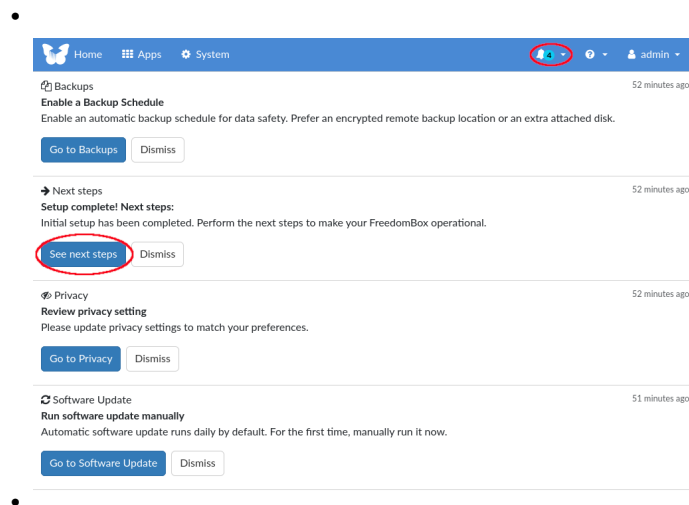 Home Apps System 4 admin
Backups 52 minutes ago
Enable a Backup Schedule
Enable an automatic backup schedule for data safety. Prefer an encrypted remote backup location or an extra attached disk.
Go to Backups Dismiss
Next steps 52 minutes ago
Setup complete! Next steps:
Initial setup has been completed. Perform the next steps to make your FreedomBox operational.
See next steps Dismiss
Privacy 52 minutes ago
Review privacy setting
Please update privacy settings to match your preferences.
Go to Privacy Dismiss
Software Update 51 minutes ago
Run software update manually
Automatic software update runs daily by default. For the first time, manually run it now.
Go to Software Update Dismiss